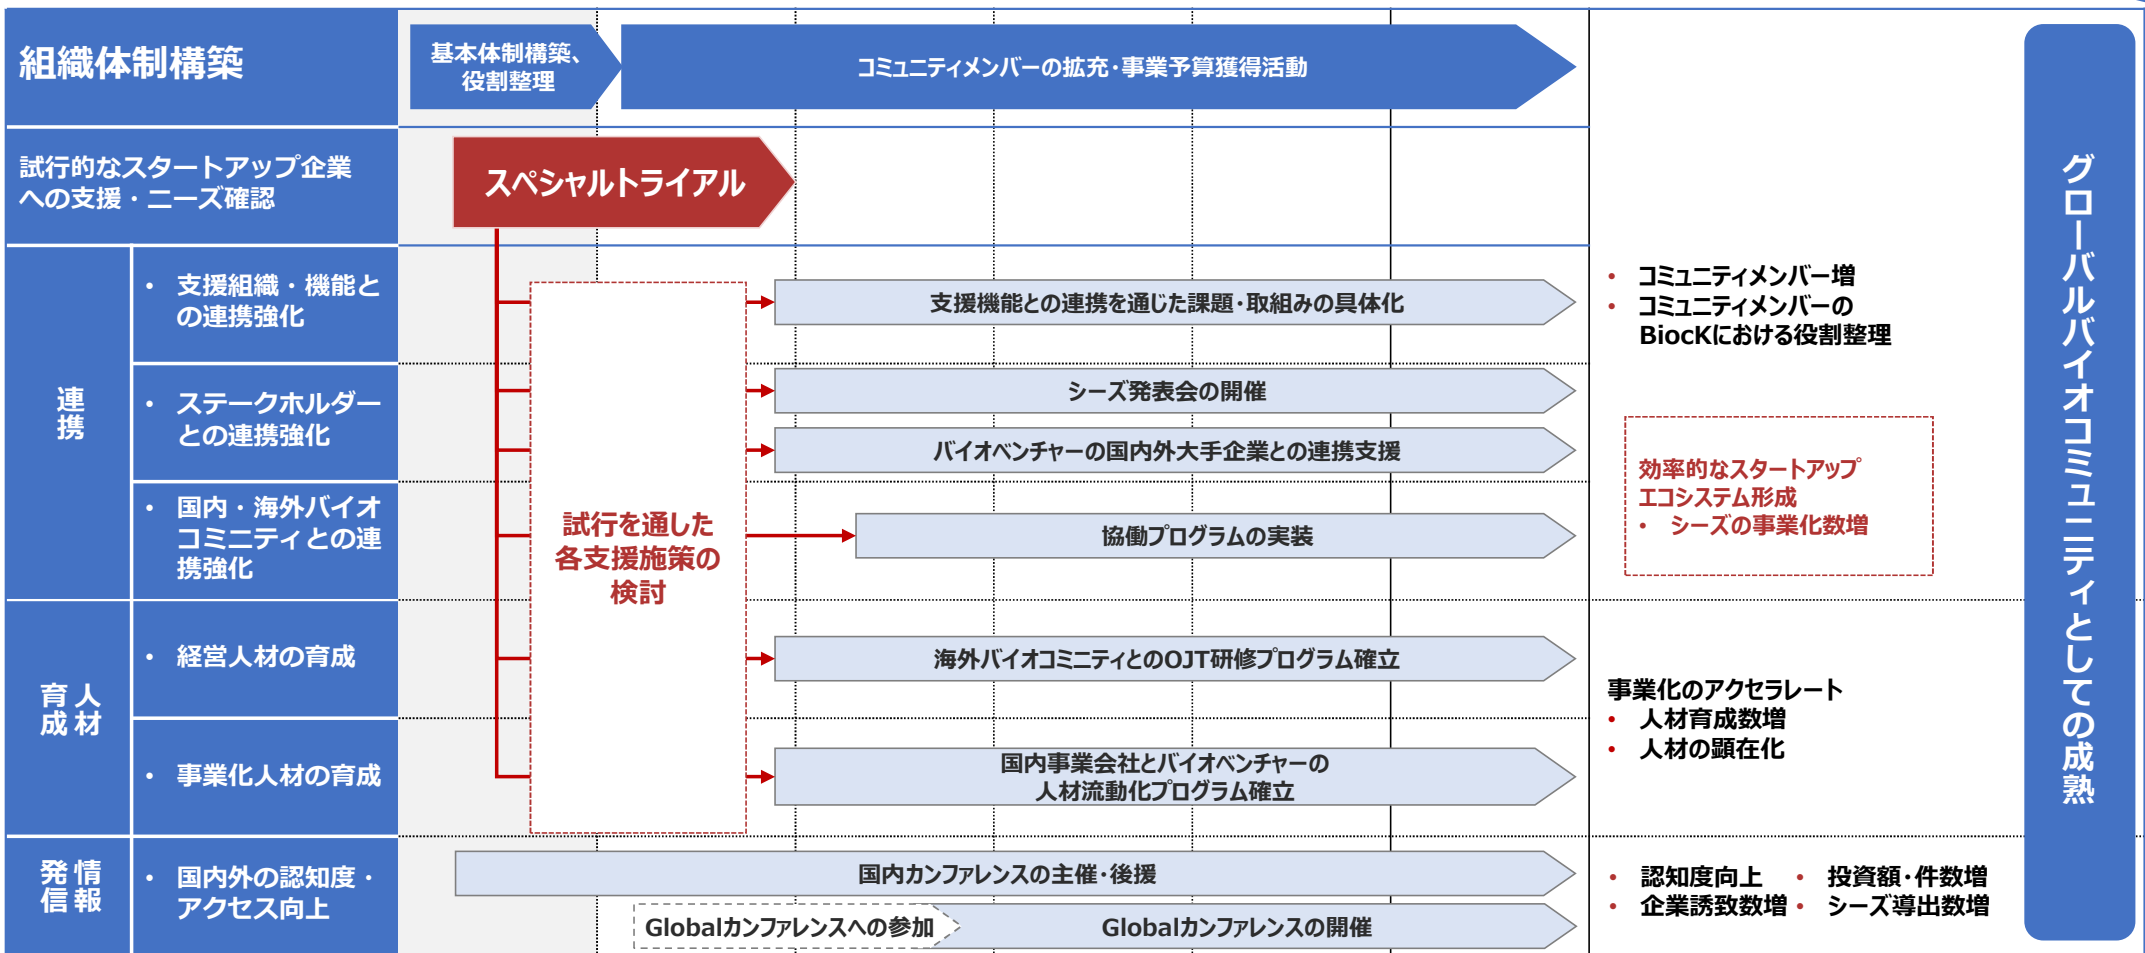 組織体制構築
基本体制構築、
役割整理
コミュニティメンバーの拡充・事業予算獲得活動
試行的なスタートアップ企業
への支援・ニーズ確認
スペシャルトライアル
連携
• 支援組織・機能と
の連携強化
支援機能との連携を通じた課題・取組みの具体化
• ステークホルダー
との連携強化
シーズ発表会の開催
バイオベンチャーの国内外大手企業との連携支援
• 国内・海外バイオ
コミニティとの連
携強化
協働プログラムの実装
試行を通した
各支援施策の
検討
人材
育成
• 経営人材の育成
海外バイオコミニティとのOJT研修プログラム確立
• 事業化人材の育成
国内事業会社とバイオベンチャーの
人材流動化プログラム確立
情報
発信
• 国内外の認知度・
アクセス向上
国内カンファレンスの主催・後援
Globalカンファレンスへの参加
Globalカンファレンスの開催
• コミュニティメンバー増
• コミュニティメンバーの
BiocKにおける役割整理
効率的なスタートアップ
エコシステム形成
• シーズの事業化数増
事業化のアクセラレート
• 人材育成数増
• 人材の顕在化
• 認知度向上 • 投資額・件数増
• 企業誘致数増 • シーズ導出数増
グローバルバイオコミュニティとしての成熟